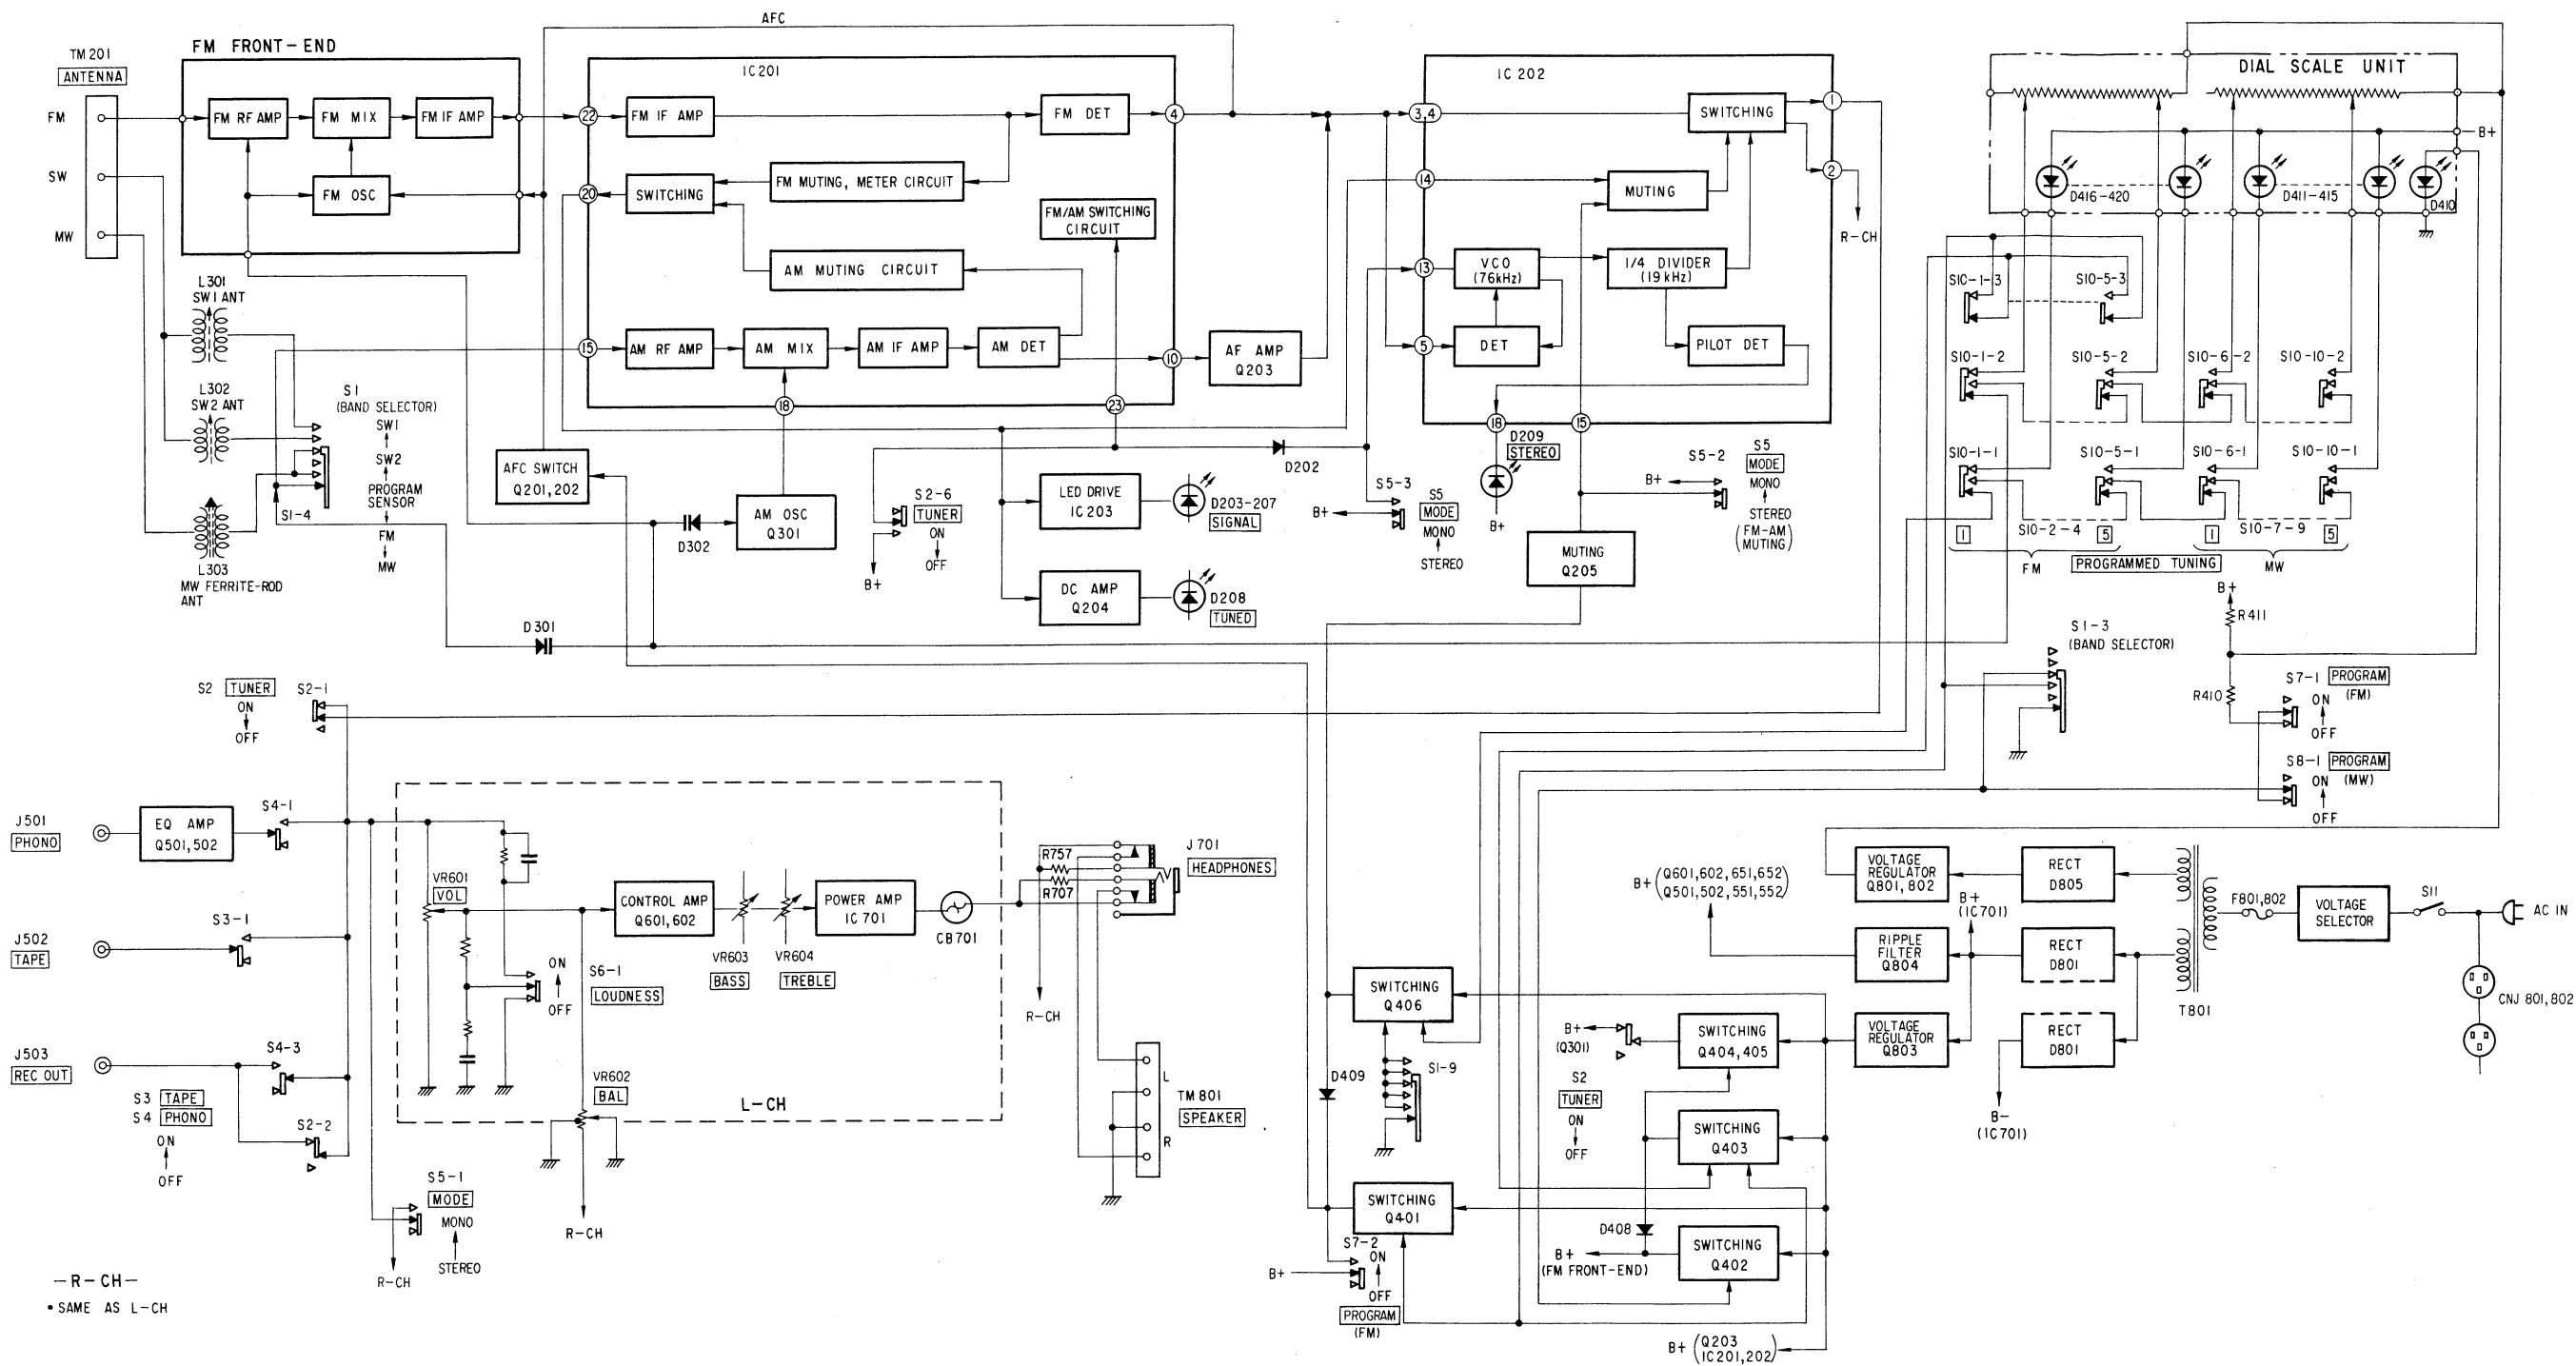 AFC
TM201
ANTENNA
FM
SW
MW
FM FRONT-END
FM RF AMP
FM MIX
FM IF AMP
FM OSC
IC201
22
FM IF AMP
FM DET
4
20
SWITCHING
FM MUTING, METER CIRCUIT
FM/AM SWITCHING
CIRCUIT
AM MUTING CIRCUIT
15
AM RF AMP
AM MIX
AM IF AMP
AM DET
10
18
23
AF AMP
Q203
IC 202
3,4
SWITCHING
1
2
R-CH
14
MUTING
13
VCO
(76kHz)
1/4 DIVIDER
(19kHz)
5
DET
PILOT DET
18
15
DIAL SCALE UNIT
B+
D416-420
D411-415
D410
S10-1-3
S10-5-3
S10-1-2
S10-5-2
S10-6-2
S10-10-2
S10-1-1
S10-5-1
S10-6-1
S10-10-1
1
S10-2-4
5
1
S10-7-9
5
FM
PROGRAMMED TUNING
MW
L301
SW1 ANT
L302
SW2 ANT
L303
MW FERRITE-ROD
ANT
S1
(BAND SELECTOR)
SW1
SW2
PROGRAM
SENSOR
FM
MW
S1-4
AFC SWITCH
Q201,202
D302
AM OSC
Q301
D301
S2-6
TUNER
ON
OFF
B+
D202
LED DRIVE
IC203
D203-207
SIGNAL
DC AMP
Q204
D208
TUNED
S5-3
S5
MODE
MONO
STEREO
B+
D209
STEREO
B+
MUTING
Q205
S5-2
S5
MODE
MONO
STEREO
(FM-AM
MUTING)
B+
B+
R411
R410
S1-3
(BAND SELECTOR)
S7-1
PROGRAM
(FM)
ON
OFF
S8-1
PROGRAM
(MW)
ON
OFF
S2
TUNER
ON
OFF
S2-1
J501
PHONO
EQ AMP
Q501,502
S4-1
J502
TAPE
S3-1
J503
REC OUT
S4-3
S3
TAPE
S4
PHONO
ON
OFF
S2-2
VR601
VOL
CONTROL AMP
Q601,602
VR603
BASS
VR604
TREBLE
POWER AMP
IC 701
CB701
S6-1
LOUDNESS
ON
OFF
VR602
BAL
L-CH
R-CH
S5-1
MODE
MONO
STEREO
R-CH
R757
R707
J701
HEADPHONES
R-CH
L
R
TM801
SPEAKER
SWITCHING
Q406
D409
S1-9
SWITCHING
Q401
S7-2
ON
OFF
B+
PROGRAM
(FM)
B+
(Q301)
S2
TUNER
ON
OFF
SWITCHING
Q404,405
SWITCHING
Q403
D408
B+
(FM FRONT-END)
SWITCHING
Q402
B+ (Q203
IC201,202)
B+ (Q601,602,651,652
Q501,502,551,552)
VOLTAGE
REGULATOR
Q801,802
B+
(IC701)
RIPPLE
FILTER
Q804
VOLTAGE
REGULATOR
Q803
RECT
D805
RECT
D801
RECT
D801
B-
(IC701)
T801
F801,802
VOLTAGE
SELECTOR
S11
AC IN
CNJ 801,802
-R-CH-
• SAME AS L-CH